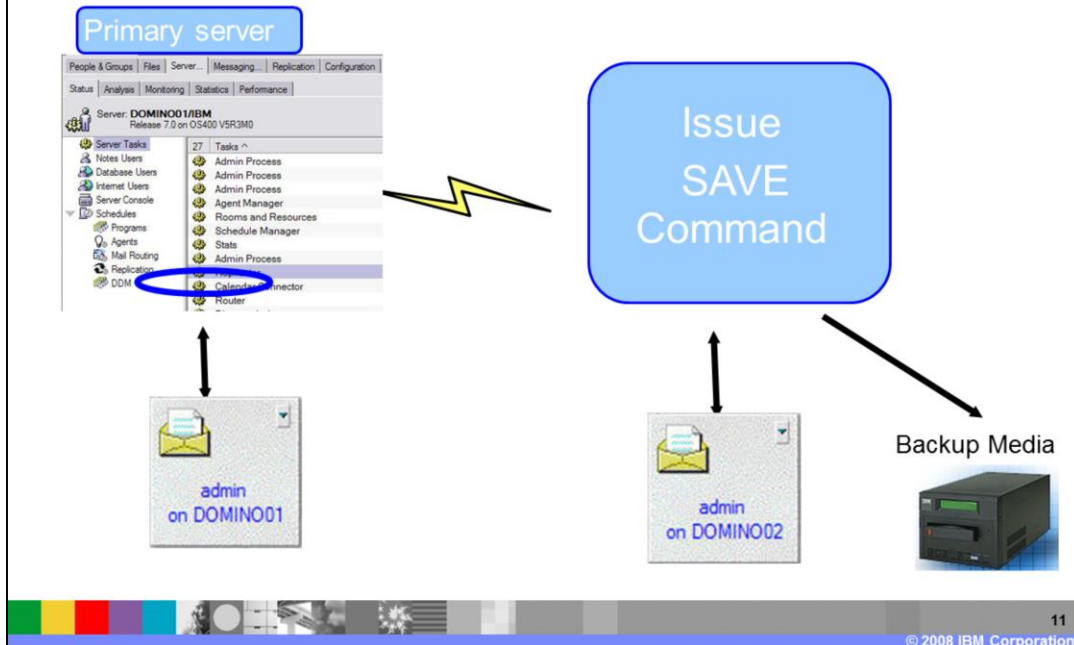 Primary server
People & Groups Files Server... Messaging... Replication Configuration
Status Analysis Monitoring Statistics Performance
Server: DOMINO01/IBM
Release 7.0 on OS400 V5R3M0
Server Tasks
Notes Users
Database Users
Internet Users
Server Console
Schedules
Programs
Agents
Mail Routing
Replication
DDM
27 Tasks ^
Admin Process
Admin Process
Admin Process
Agent Manager
Rooms and Resources
Schedule Manager
Stats
Admin Process
Calendar Connector
Router
Issue
SAVE
Command
admin
on DOMINO01
admin
on DOMINO02
Backup Media
11
© 2008 IBM Corporation